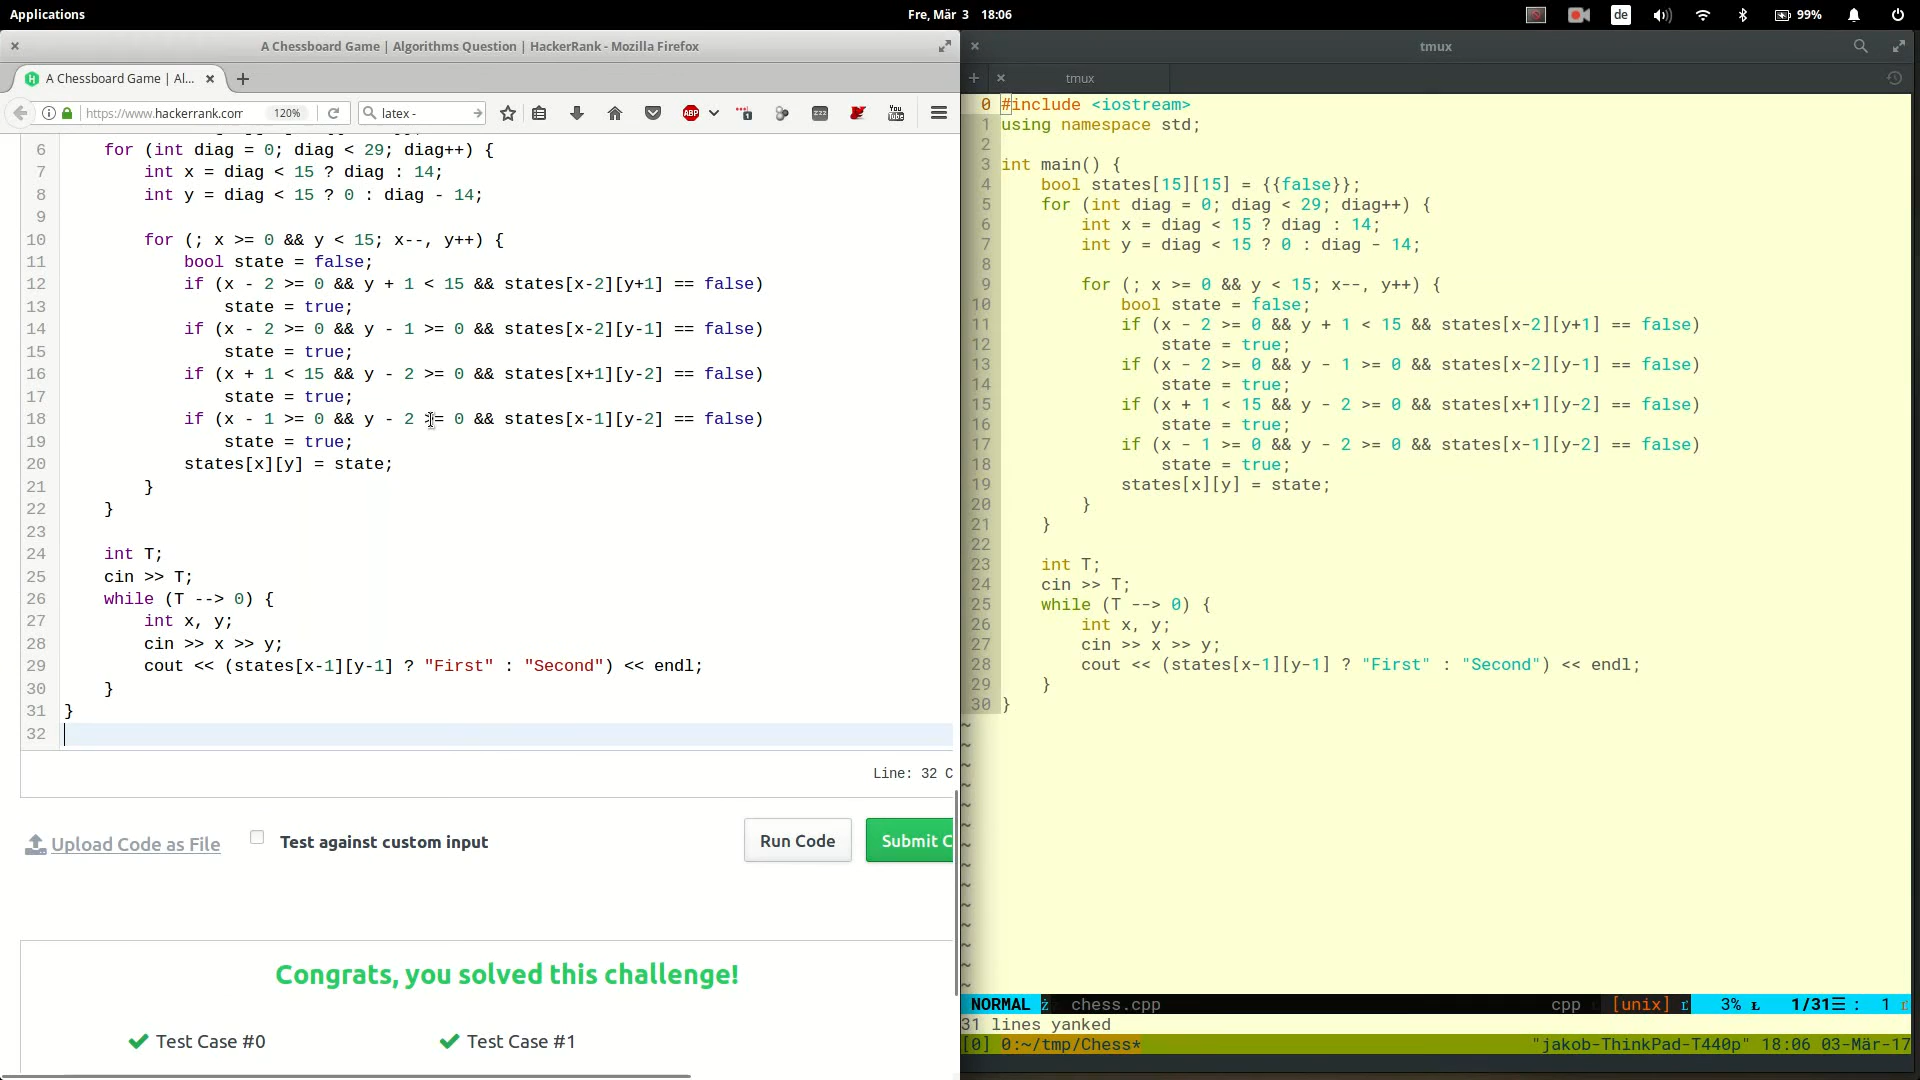 Applications
Fre, Mär 3 18:06
de
99%
A Chessboard Game | Algorithms Question | HackerRank - Mozilla Firefox
A Chessboard Game | Al...
https://www.hackerrank.com
120%
latex -
ABP
You Tube
6 for (int diag = 0; diag < 29; diag++) {
7 int x = diag < 15 ? diag : 14;
8 int y = diag < 15 ? 0 : diag - 14;
9
10 for (; x >= 0 && y < 15; x--, y++) {
11 bool state = false;
12 if (x - 2 >= 0 && y + 1 < 15 && states[x-2][y+1] == false)
13 state = true;
14 if (x - 2 >= 0 && y - 1 >= 0 && states[x-2][y-1] == false)
15 state = true;
16 if (x + 1 < 15 && y - 2 >= 0 && states[x+1][y-2] == false)
17 state = true;
18 if (x - 1 >= 0 && y - 2 >= 0 && states[x-1][y-2] == false)
19 state = true;
20 states[x][y] = state;
21 }
22 }
23
24 int T;
25 cin >> T;
26 while (T --> 0) {
27 int x, y;
28 cin >> x >> y;
29 cout << (states[x-1][y-1] ? "First" : "Second") << endl;
30 }
31 }
32
Line: 32 C
Upload Code as File
Test against custom input
Run Code
Submit C
Congrats, you solved this challenge!
Test Case #0
Test Case #1
tmux
tmux
0 #include <iostream>
1 using namespace std;
2
3 int main() {
4 bool states[15][15] = {{false}};
5 for (int diag = 0; diag < 29; diag++) {
6 int x = diag < 15 ? diag : 14;
7 int y = diag < 15 ? 0 : diag - 14;
8
9 for (; x >= 0 && y < 15; x--, y++) {
10 bool state = false;
11 if (x - 2 >= 0 && y + 1 < 15 && states[x-2][y+1] == false)
12 state = true;
13 if (x - 2 >= 0 && y - 1 >= 0 && states[x-2][y-1] == false)
14 state = true;
15 if (x + 1 < 15 && y - 2 >= 0 && states[x+1][y-2] == false)
16 state = true;
17 if (x - 1 >= 0 && y - 2 >= 0 && states[x-1][y-2] == false)
18 state = true;
19 states[x][y] = state;
20 }
21 }
22
23 int T;
24 cin >> T;
25 while (T --> 0) {
26 int x, y;
27 cin >> x >> y;
28 cout << (states[x-1][y-1] ? "First" : "Second") << endl;
29 }
30 }
~
~
~
~
~
~
~
~
~
~
~
~
~
~
NORMAL chess.cpp cpp [unix] 3% 1/31☰ : 1
31 lines yanked
[0] 0:~/tmp/Chess* "jakob-ThinkPad-T440p" 18:06 03-Mär-17